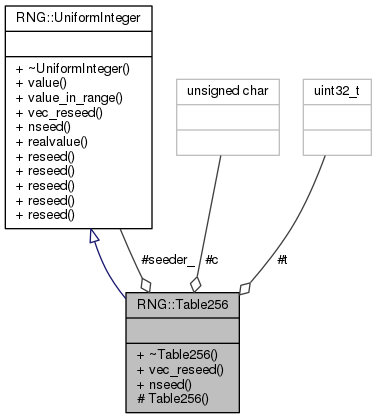 RNG::UniformInteger
+ ~UniformInteger()
+ value()
+ value_in_range()
+ vec_reseed()
+ nseed()
+ realvalue()
+ reseed()
+ reseed()
+ reseed()
+ reseed()
+ reseed()
unsigned char
uint32_t
#seeder_
#c
#t
RNG::Table256
+ ~Table256()
+ vec_reseed()
+ nseed()
# Table256()